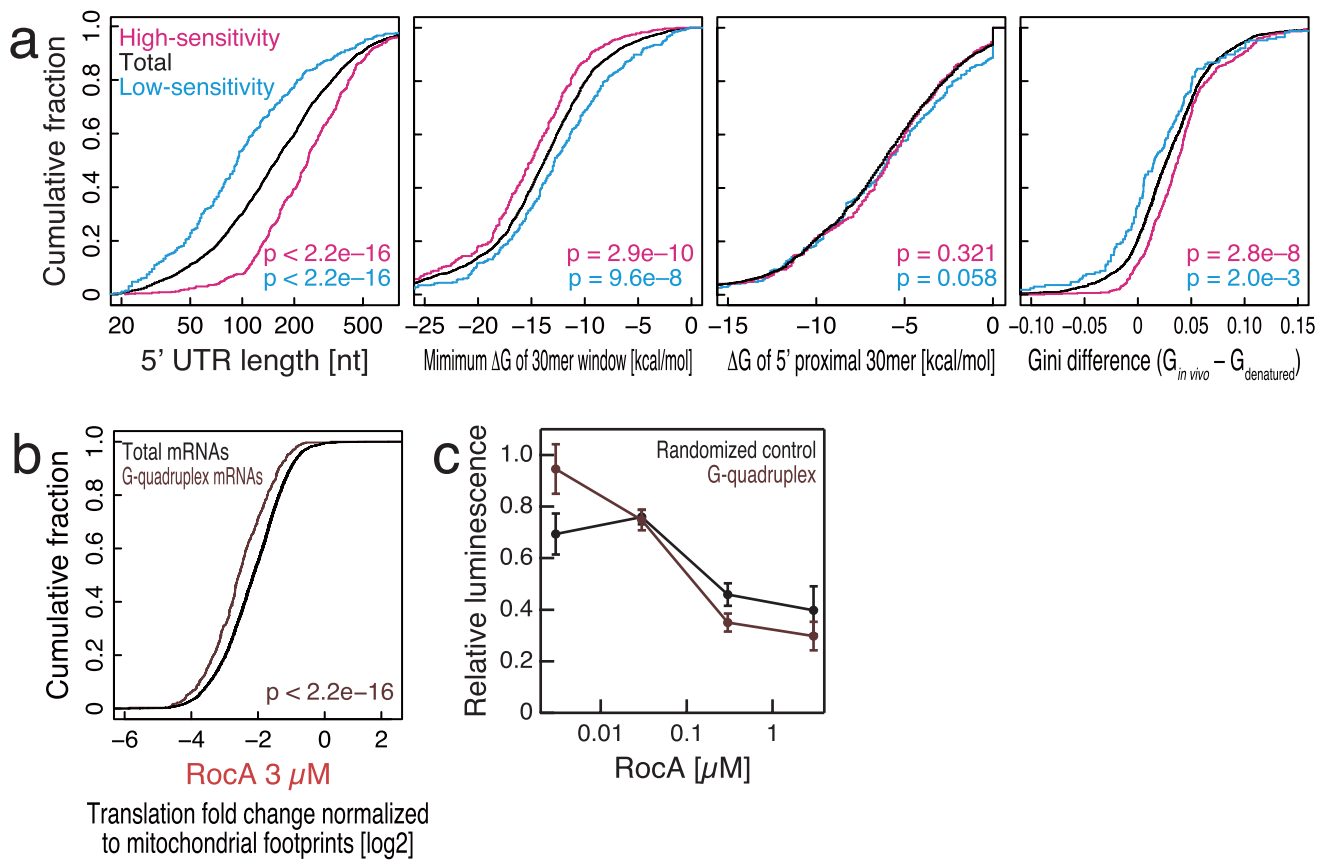 a
Cumulative fraction
1.0
0.8
0.6
0.4
0.2
0
High-sensitivity
Total
Low-sensitivity
p < 2.2e−16
p < 2.2e−16
20 50 100 200 500
5’ UTR length [nt]
p = 2.9e−10
p = 9.6e−8
−25 −20 −15 −10 −5 0
Mimimum ΔG of 30mer window [kcal/mol]
p = 0.321
p = 0.058
−15 −10 −5 0
ΔG of 5’ proximal 30mer [kcal/mol]
p = 2.8e−8
p = 2.0e−3
−0.10 −0.05 0 0.05 0.10 0.15
Gini difference (Gin vivo − Gdenatured)
b
Cumulative fraction
1.0
0.8
0.6
0.4
0.2
0
Total mRNAs
G-quadruplex mRNAs
p < 2.2e−16
−6 −4 −2 0 2
RocA 3 µM
Translation fold change normalized
to mitochondrial footprints [log2]
c
Relative luminescence
1.0
0.8
0.6
0.4
0.2
0
Randomized control
G-quadruplex
0.01 0.1 1
RocA [µM]